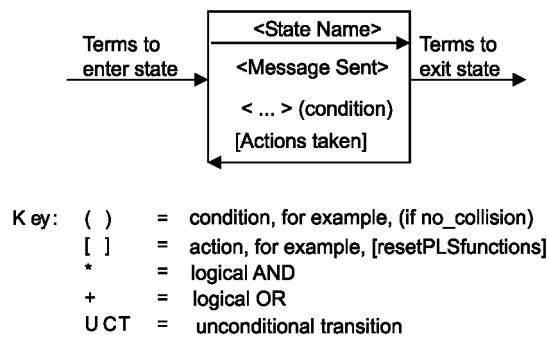 <State Name>
Terms to
enter state
<Message Sent>
Terms to
exit state
< ... > (condition)
[Actions taken]
Key: ( ) = condition, for example, (if no_collision)
[ ] = action, for example, [resetPLSfunctions]
* = logical AND
+ = logical OR
UCT = unconditional transition